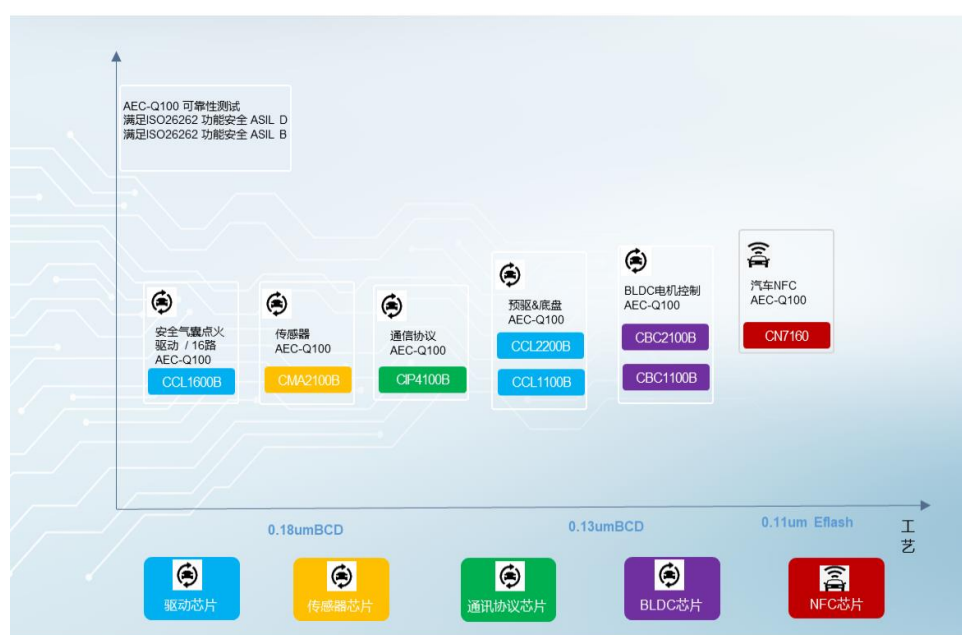 AEC-Q100 可靠性测试
满足ISO26262 功能安全 ASIL D
满足ISO26262 功能安全 ASIL B
安全气囊点火
驱动 / 16路
AEC-Q100
CCL1600B
传感器
AEC-Q100
CMA2100B
通信协议
AEC-Q100
CIP4100B
预驱&底盘
AEC-Q100
CCL2200B
CCL1100B
BLDC电机控制
AEC-Q100
CBC2100B
CBC1100B
汽车NFC
AEC-Q100
CN7160
0.18umBCD
0.13umBCD
0.11um Eflash
工
艺
驱动芯片
传感器芯片
通讯协议芯片
BLDC芯片
NFC芯片